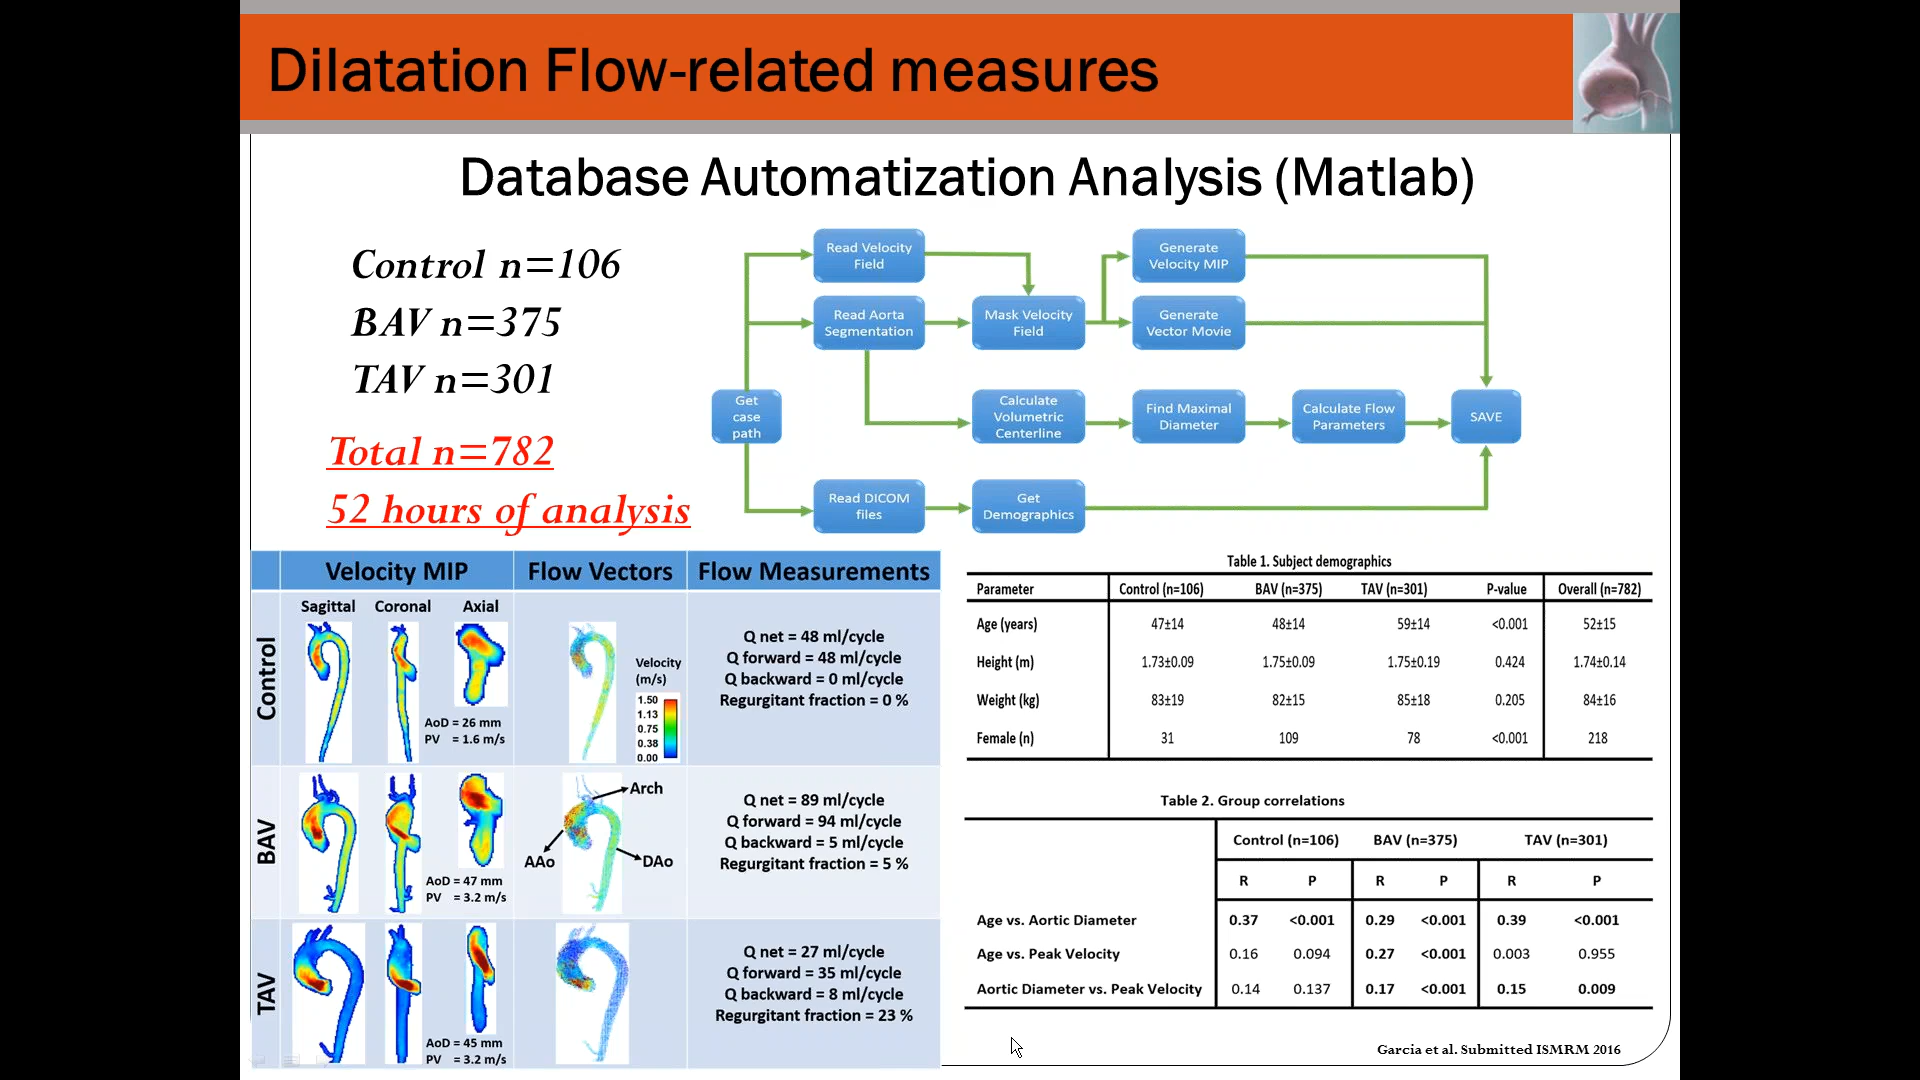 Dilatation Flow-related measures
Database Automatization Analysis (Matlab)
Control n=106
BAV n=375
TAV n=301
Total n=782
52 hours of analysis
Get
case
path
Read Velocity
Field
Read Aorta
Segmentation
Mask Velocity
Field
Generate
Velocity MIP
Generate
Vector Movie
Calculate
Volumetric
Centerline
Find Maximal
Diameter
Calculate Flow
Parameters
SAVE
Read DICOM
files
Get
Demographics
Velocity MIP Flow Vectors Flow Measurements
Sagittal Coronal Axial
Control
AoD = 26 mm
PV = 1.6 m/s
Velocity
(m/s)
1.50
1.13
0.75
0.38
0.00
Q net = 48 ml/cycle
Q forward = 48 ml/cycle
Q backward = 0 ml/cycle
Regurgitant fraction = 0 %
BAV
AoD = 47 mm
PV = 3.2 m/s
Arch
AAo
DAo
Q net = 89 ml/cycle
Q forward = 94 ml/cycle
Q backward = 5 ml/cycle
Regurgitant fraction = 5 %
TAV
AoD = 45 mm
PV = 3.2 m/s
Q net = 27 ml/cycle
Q forward = 35 ml/cycle
Q backward = 8 ml/cycle
Regurgitant fraction = 23 %
Table 1. Subject demographics
Parameter Control (n=106) BAV (n=375) TAV (n=301) P-value Overall (n=782)
Age (years) 47±14 48±14 59±14 <0.001 52±15
Height (m) 1.73±0.09 1.75±0.09 1.75±0.19 0.424 1.74±0.14
Weight (kg) 83±19 82±15 85±18 0.205 84±16
Female (n) 31 109 78 <0.001 218
Table 2. Group correlations
Control (n=106) BAV (n=375) TAV (n=301)
R P R P R P
Age vs. Aortic Diameter 0.37 <0.001 0.29 <0.001 0.39 <0.001
Age vs. Peak Velocity 0.16 0.094 0.27 <0.001 0.003 0.955
Aortic Diameter vs. Peak Velocity 0.14 0.137 0.17 <0.001 0.15 0.009
Garcia et al. Submitted ISMRM 2016